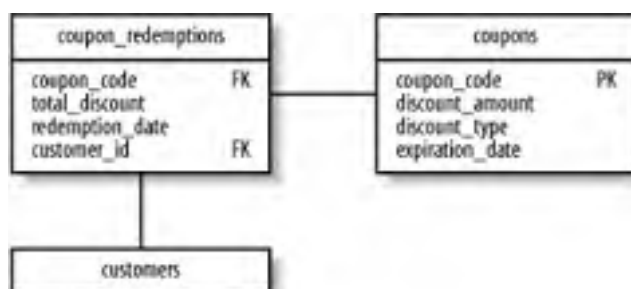 coupon_redemptions
coupon_code FK
total_discount
redemption_date
customer_id FK
coupons
coupon_code PK
discount_amount
discount_type
expiration_date
customers